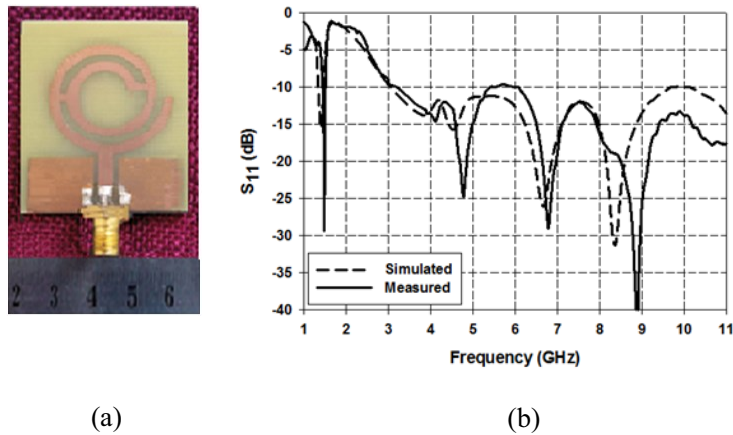 2 3 4 5 6
S11 (dB)
0
-5
-10
-15
-20
-25
-30
-35
-40
Simulated
Measured
1 2 3 4 5 6 7 8 9 10 11
Frequency (GHz)
(a) (b)